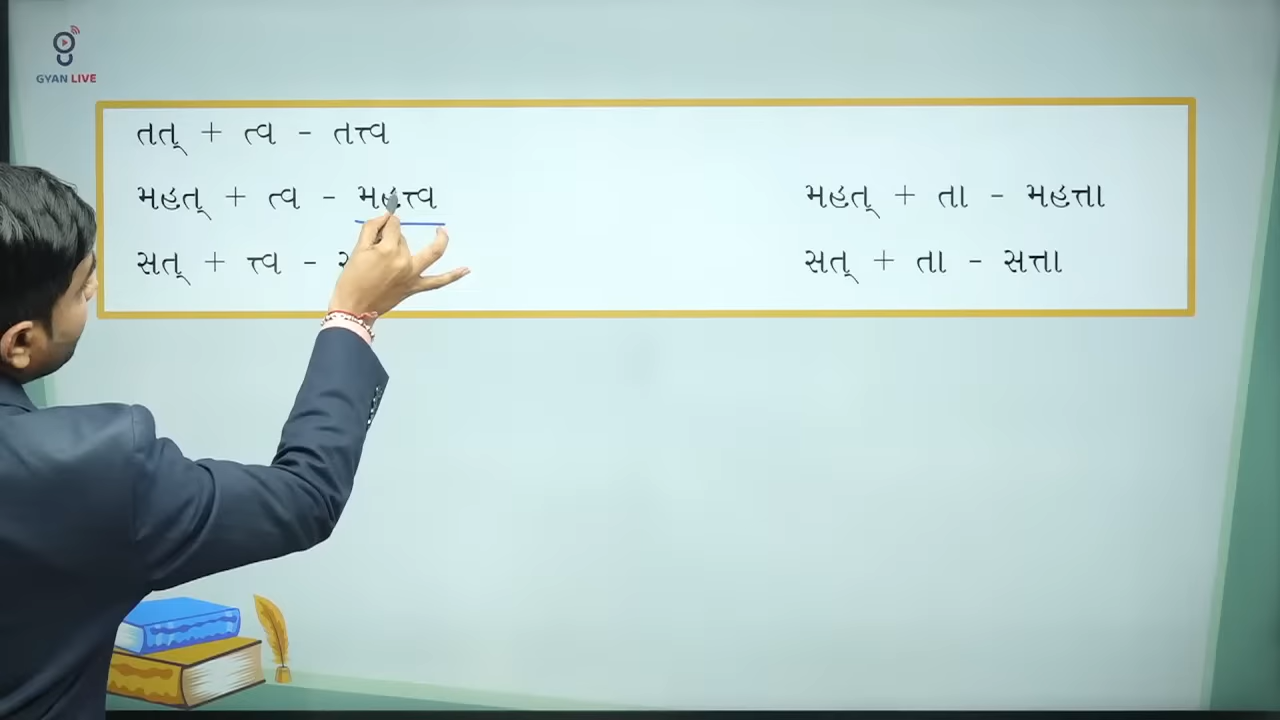 GYAN LIVE
તત્ + ત્વ - તત્ત્વ
મહત્ + ત્વ - મહત્ત્વ
મહત્ + તા - મહત્તા
સત્ + ત્ત્વ -
સત્ + તા - સત્તા